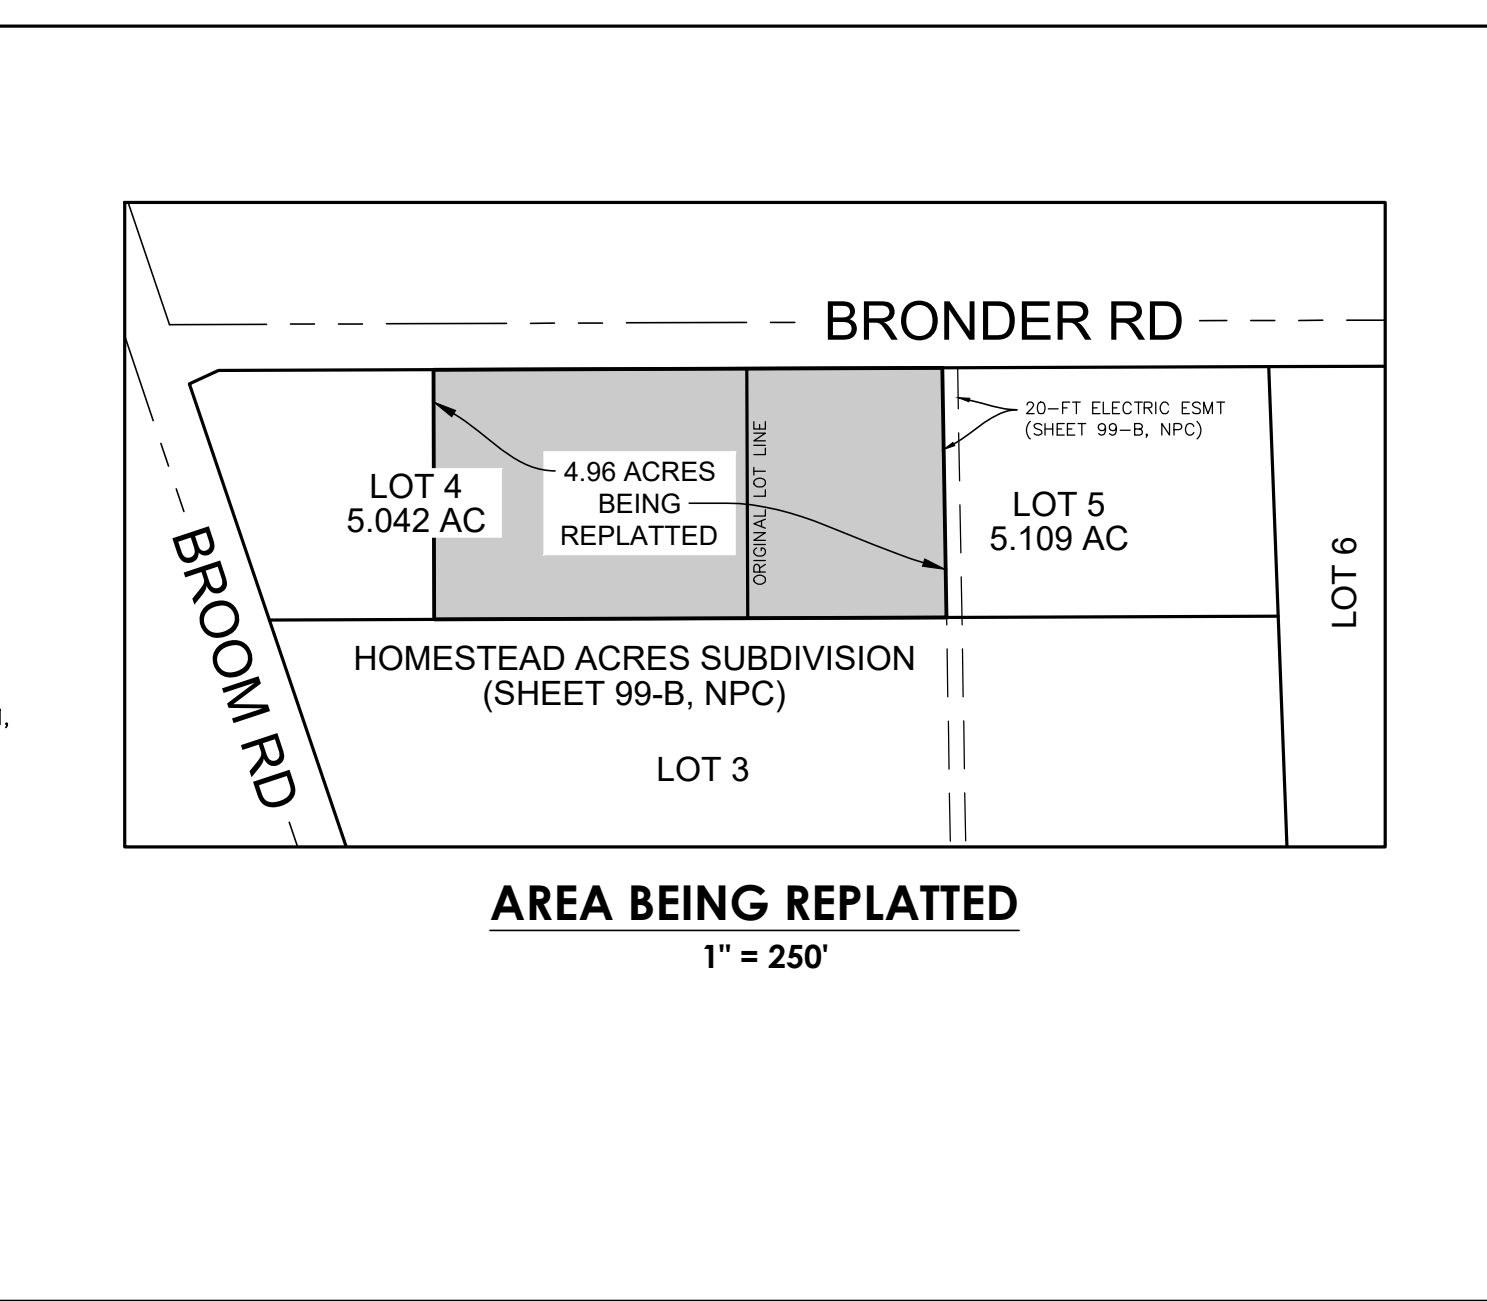 BRONDER RD
20-FT ELECTRIC ESMT
(SHEET 99-B, NPC)
LOT 4
5.042 AC
4.96 ACRES
BEING
REPLATTED
ORIGINAL LOT LINE
LOT 5
5.109 AC
LOT 6
BROOM RD
HOMESTEAD ACRES SUBDIVISION
(SHEET 99-B, NPC)
LOT 3
AREA BEING REPLATTED
1" = 250'